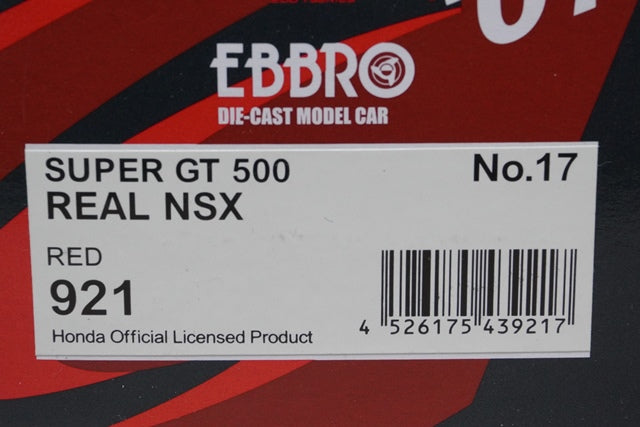 EBBRO
DIE-CAST MODEL CAR
SUPER GT 500
No.17
REAL NSX
RED
921
Honda Official Licensed Product
4 526175 439217